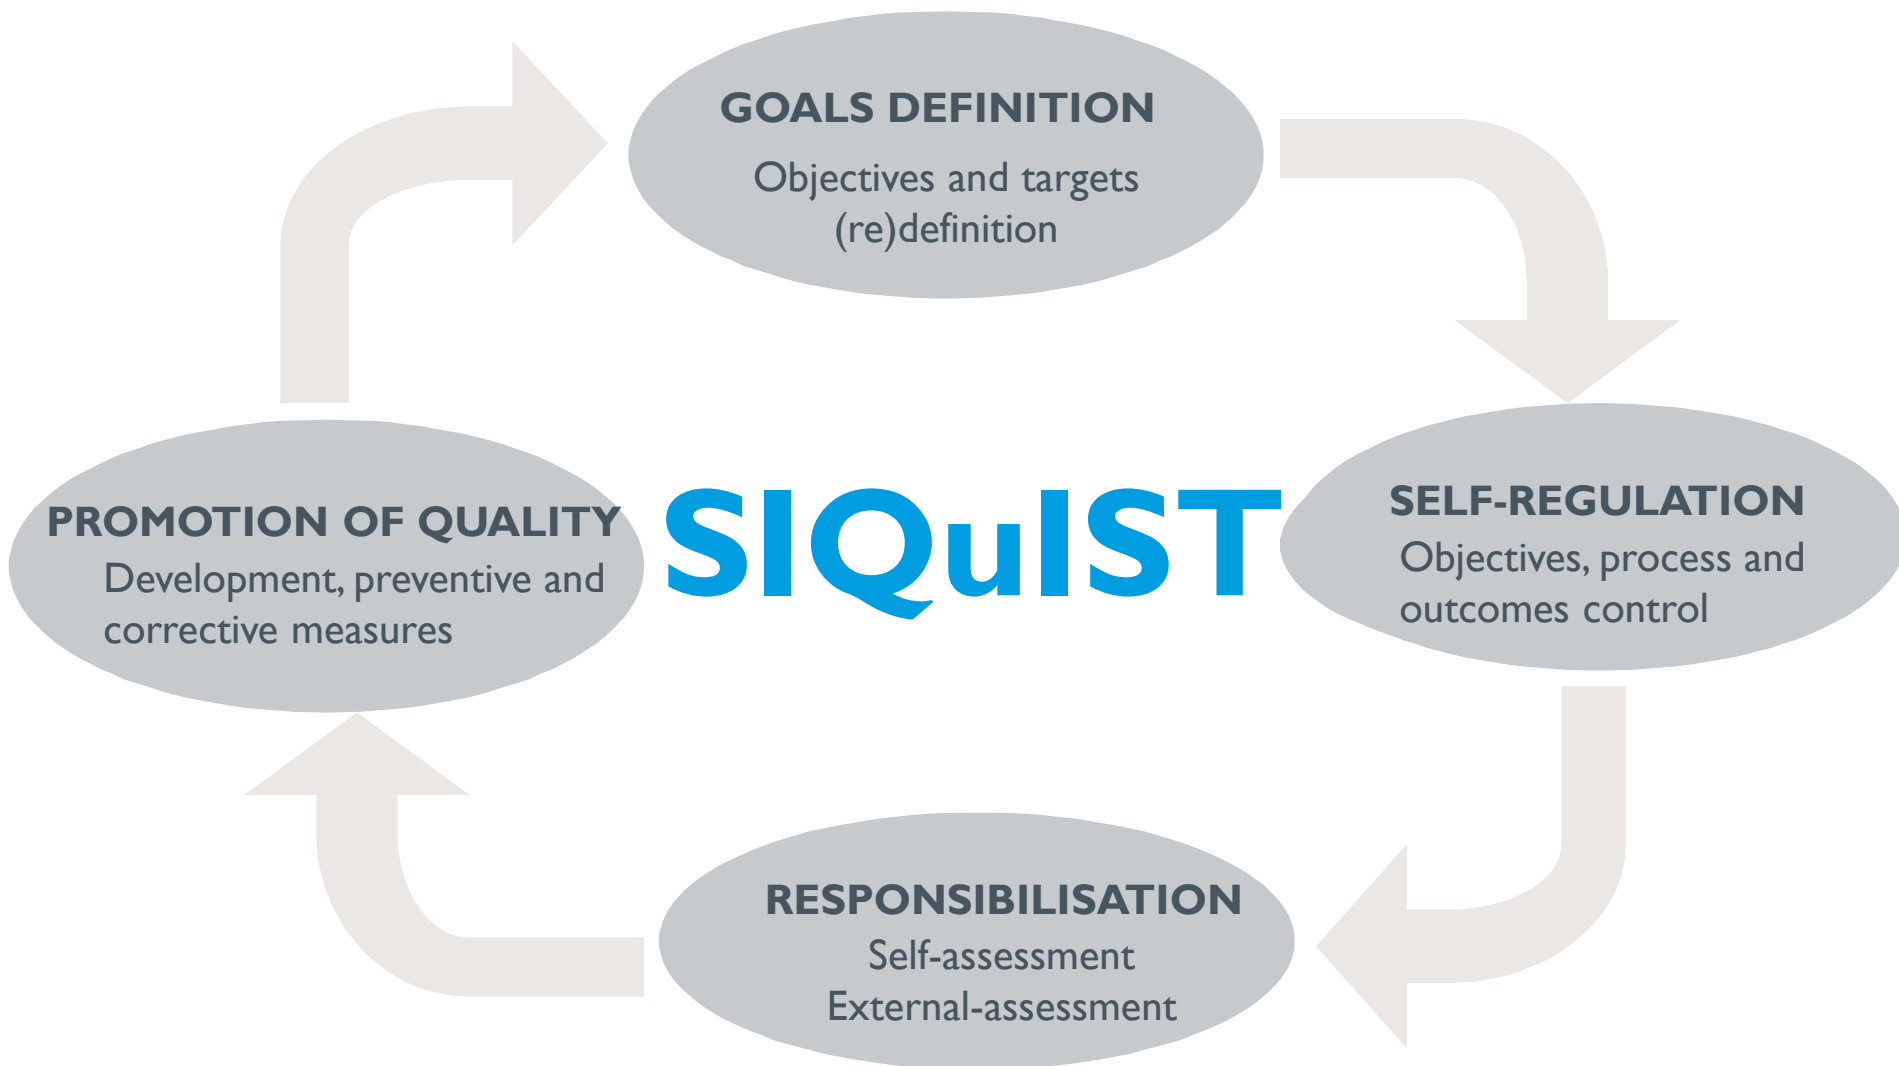 GOALS DEFINITION
Objectives and targets
(re)definition
PROMOTION OF QUALITY
Development, preventive and
corrective measures
SIQuIST
SELF-REGULATION
Objectives, process and
outcomes control
RESPONSIBILISATION
Self-assessment
External-assessment